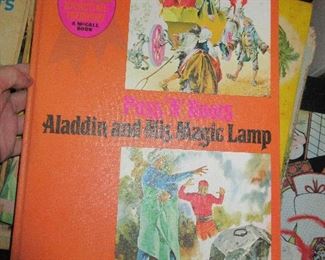 A McCALL BOOK
Puss 'N' Boots
Aladdin and His Magic Lamp